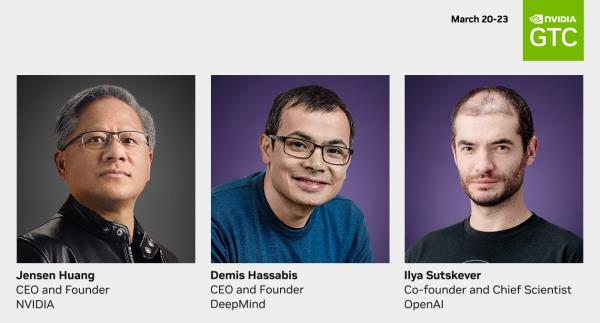 March 20-23
NVIDIA
GTC
Jensen Huang
CEO and Founder
NVIDIA
Demis Hassabis
CEO and Founder
DeepMind
Ilya Sutskever
Co-founder and Chief Scientist
OpenAI